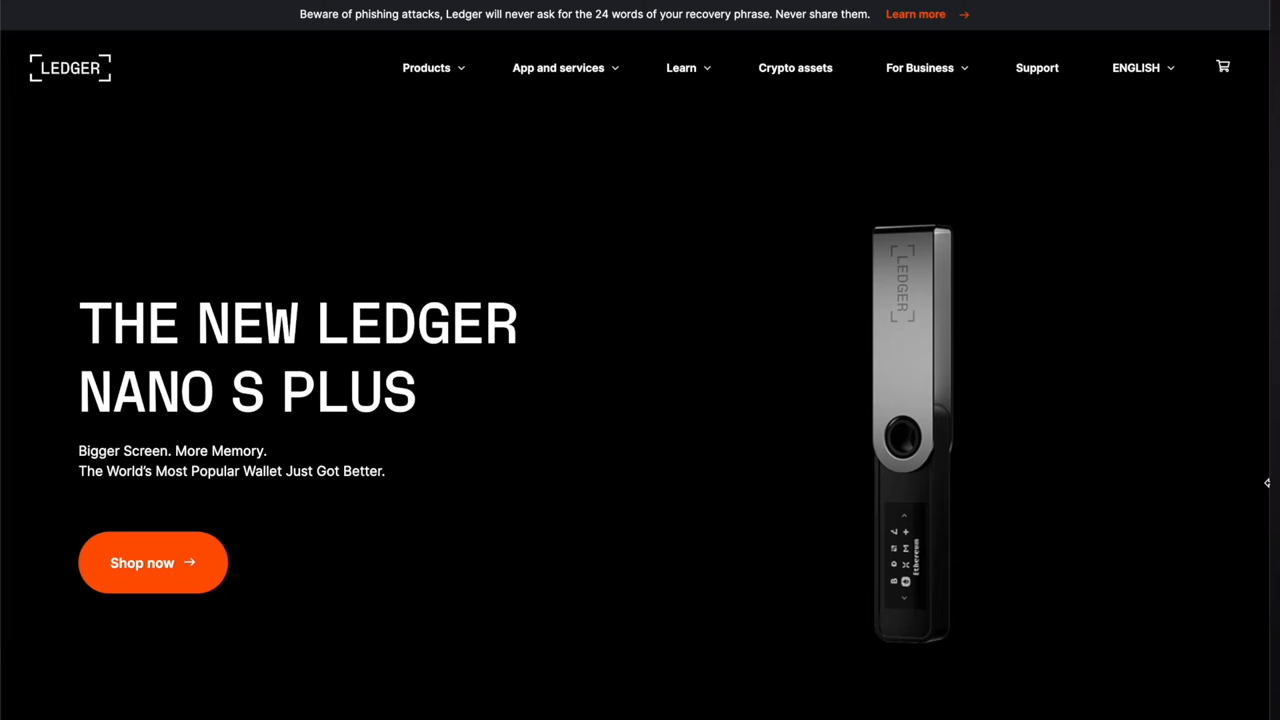 Beware of phishing attacks, Ledger will never ask for the 24 words of your recovery phrase. Never share them. Learn more →
LEDGER
Products
App and services
Learn
Crypto assets
For Business
Support
ENGLISH
LEDGER
THE NEW LEDGER
NANO S PLUS
Bigger Screen. More Memory.
The World's Most Popular Wallet Just Got Better.
Shop now →
Ethereum